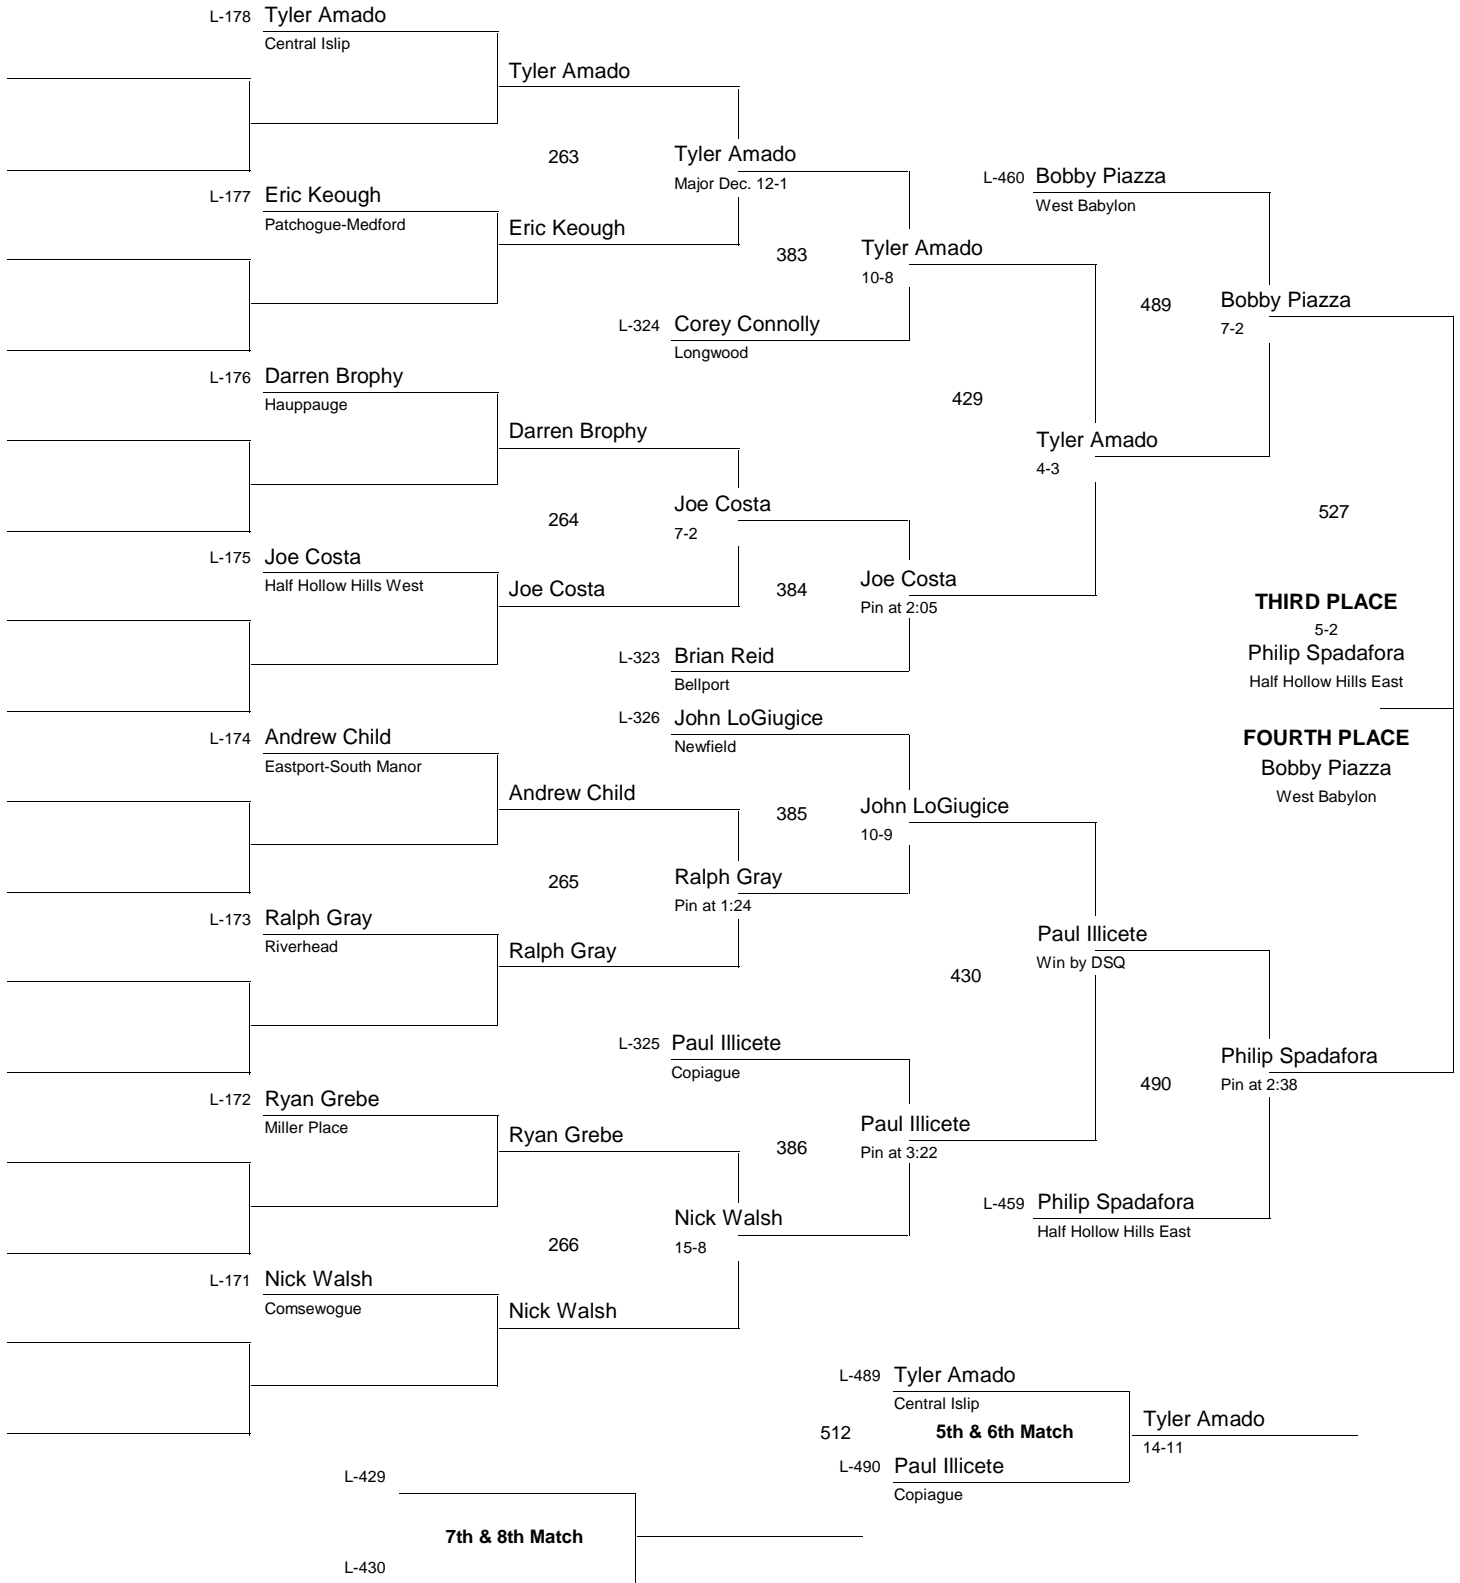 L-178 Tyler Amado
Central Islip
Tyler Amado
263
Tyler Amado
Major Dec. 12-1
L-460 Bobby Piazza
West Babylon
L-177 Eric Keough
Patchogue-Medford
Eric Keough
383
Tyler Amado
10-8
489
Bobby Piazza
7-2
L-324 Corey Connolly
Longwood
L-176 Darren Brophy
Hauppauge
429
Darren Brophy
Tyler Amado
4-3
264
Joe Costa
7-2
527
L-175 Joe Costa
Half Hollow Hills West
Joe Costa
384
Joe Costa
Pin at 2:05
THIRD PLACE
5-2
Philip Spadafora
Half Hollow Hills East
L-323 Brian Reid
Bellport
L-326 John LoGiugice
Newfield
L-174 Andrew Child
Eastport-South Manor
FOURTH PLACE
Bobby Piazza
West Babylon
Andrew Child
385
John LoGiugice
10-9
265
Ralph Gray
Pin at 1:24
L-173 Ralph Gray
Riverhead
Ralph Gray
Paul Illicete
Win by DSQ
430
L-325 Paul Illicete
Copiague
Philip Spadafora
Pin at 2:38
490
L-172 Ryan Grebe
Miller Place
Ryan Grebe
386
Paul Illicete
Pin at 3:22
L-459 Philip Spadafora
Half Hollow Hills East
266
Nick Walsh
15-8
L-171 Nick Walsh
Comsewogue
Nick Walsh
L-489 Tyler Amado
Central Islip
512
5th & 6th Match
Tyler Amado
14-11
L-490 Paul Illicete
Copiague
L-429
7th & 8th Match
L-430